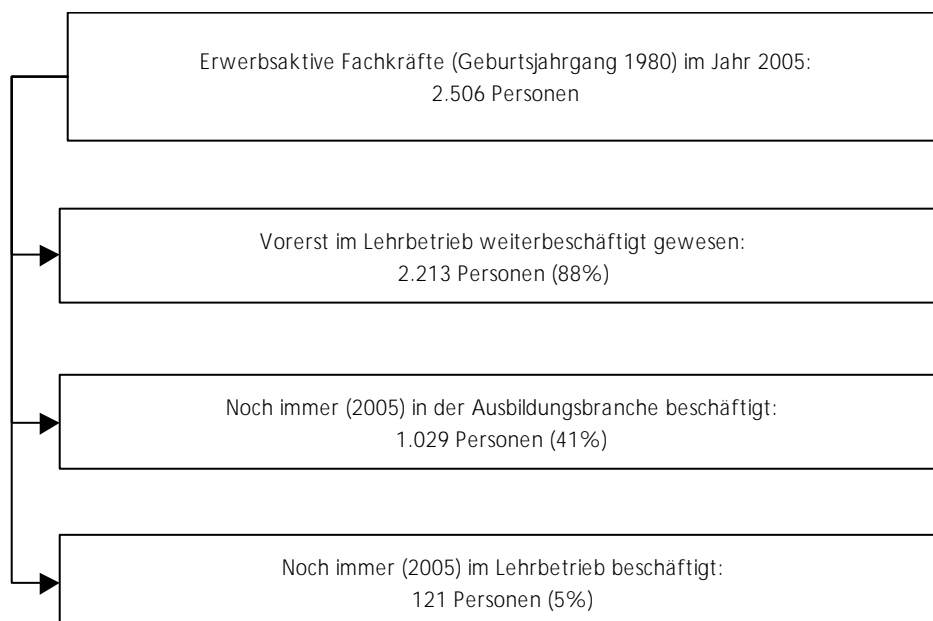 Erwerbsaktive Fachkräfte (Geburtsjahrgang 1980) im Jahr 2005:
2.506 Personen
Vorerst im Lehrbetrieb weiterbeschäftigt gewesen:
2.213 Personen (88%)
Noch immer (2005) in der Ausbildungsbranche beschäftigt:
1.029 Personen (41%)
Noch immer (2005) im Lehrbetrieb beschäftigt:
121 Personen (5%)